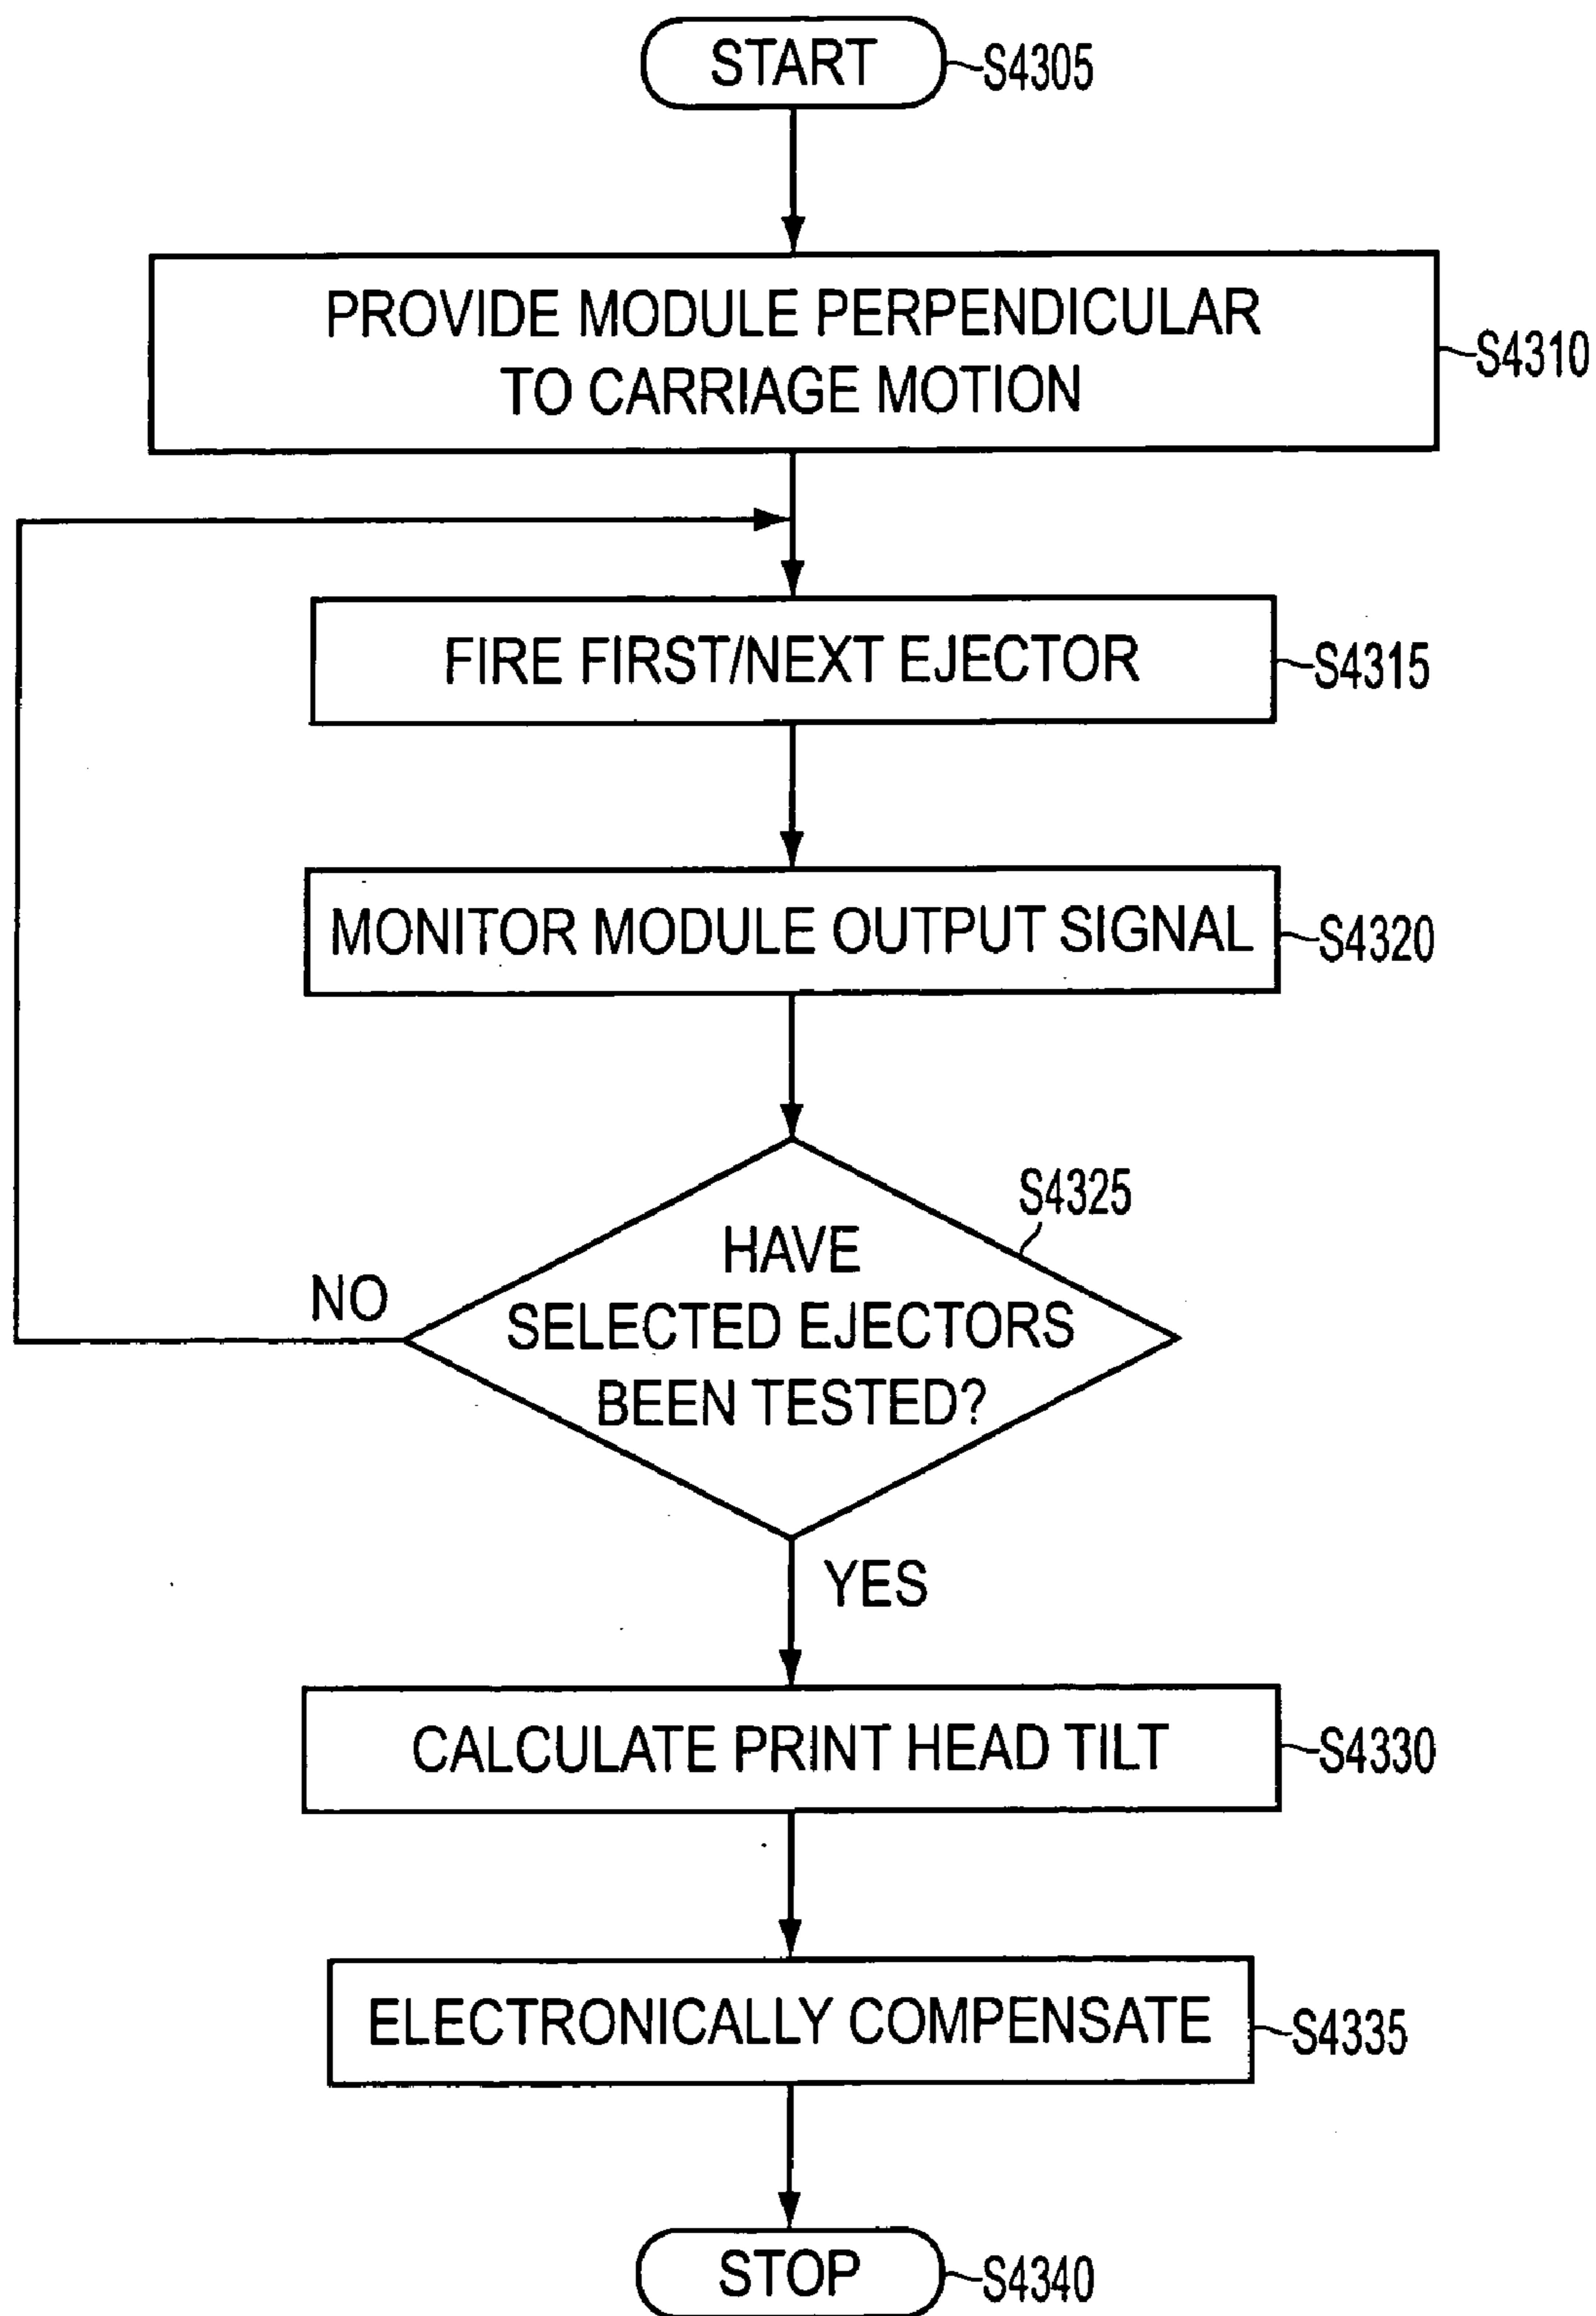 START
S4305
PROVIDE MODULE PERPENDICULAR
TO CARRIAGE MOTION
S4310
FIRE FIRST/NEXT EJECTOR
S4315
MONITOR MODULE OUTPUT SIGNAL
S4320
S4325
HAVE
SELECTED EJECTORS
BEEN TESTED?
NO
YES
CALCULATE PRINT HEAD TILT
S4330
ELECTRONICALLY COMPENSATE
S4335
STOP
S4340